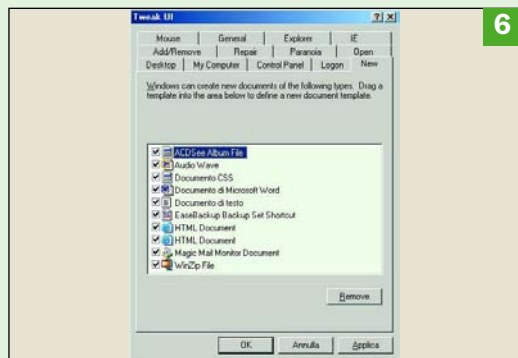 Tweak UI
6
Mouse General Explorer IE
Add/Remove Repair Paranoia Open
Desktop My Computer Control Panel Logon New
Windows can create new documents of the following types. Drag a
template into the area below to define a new document template.
ACDSee Album File
Audio Wave
Documento CSS
Documento di Microsoft Word
Documento di testo
EaseBackup Backup Set Shortcut
HTML Document
HTML Document
Magic Mail Monitor Document
WinZip File
Remove
OK Annulla Applica